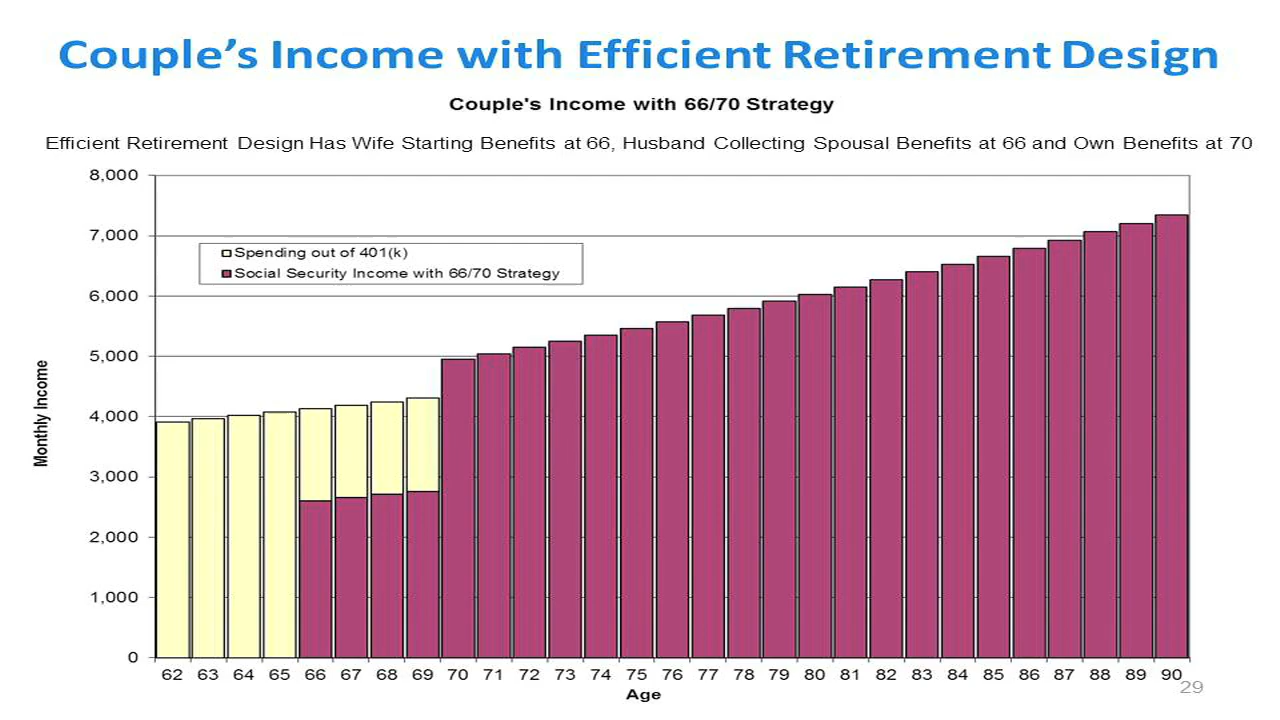 Couple's Income with Efficient Retirement Design
Couple's Income with 66/70 Strategy
Efficient Retirement Design Has Wife Starting Benefits at 66, Husband Collecting Spousal Benefits at 66 and Own Benefits at 70
8,000
7,000
6,000
5,000
4,000
3,000
2,000
1,000
0
Monthly Income
Spending out of 401(k)
Social Security Income with 66/70 Strategy
62 63 64 65 66 67 68 69 70 71 72 73 74 75 76 77 78 79 80 81 82 83 84 85 86 87 88 89 90
Age
29